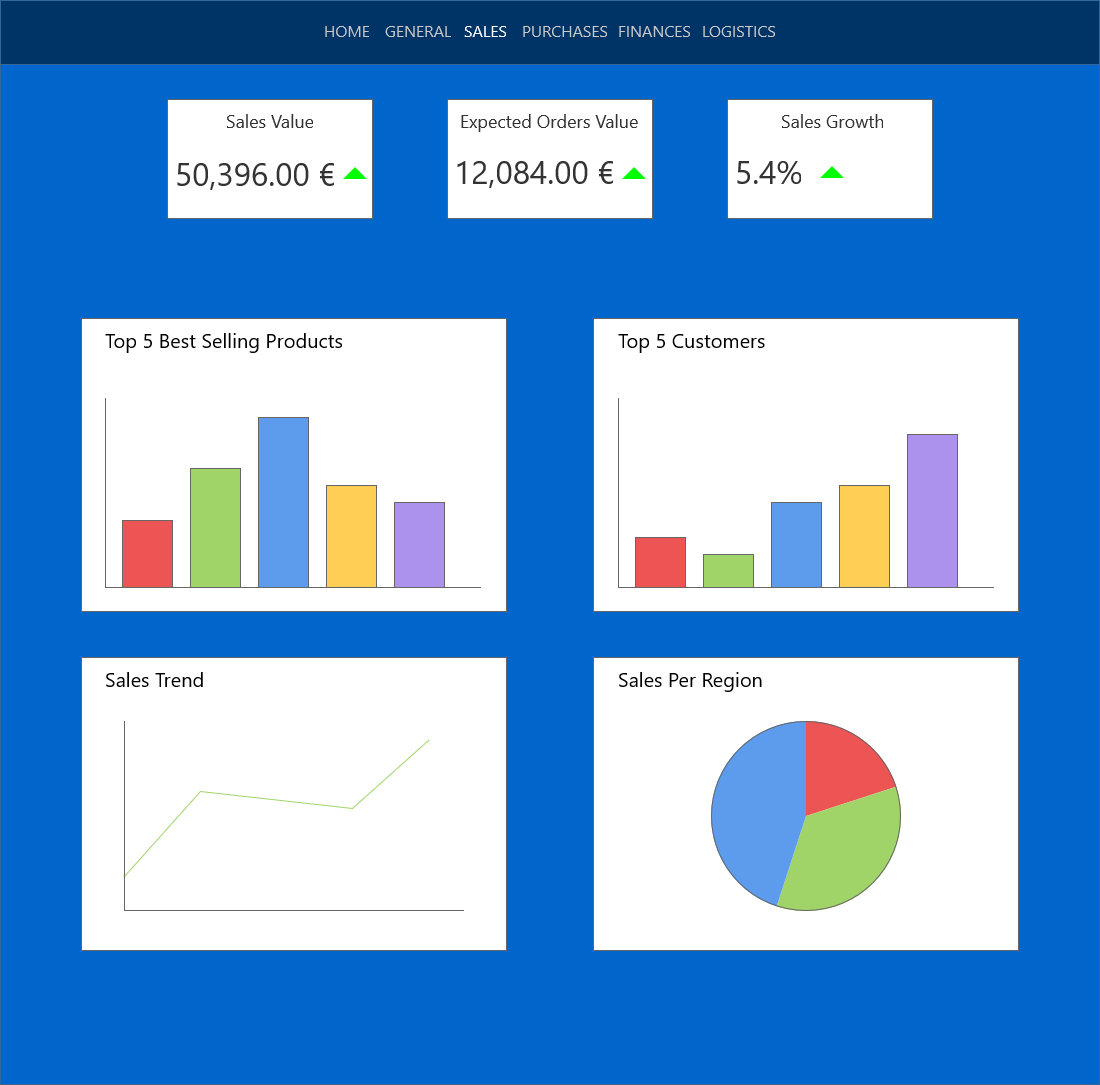 HOME GENERAL SALES PURCHASES FINANCES LOGISTICS
Sales Value
50,396.00 €
Expected Orders Value
12,084.00 €
Sales Growth
5.4%
Top 5 Best Selling Products
Top 5 Customers
Sales Trend
Sales Per Region